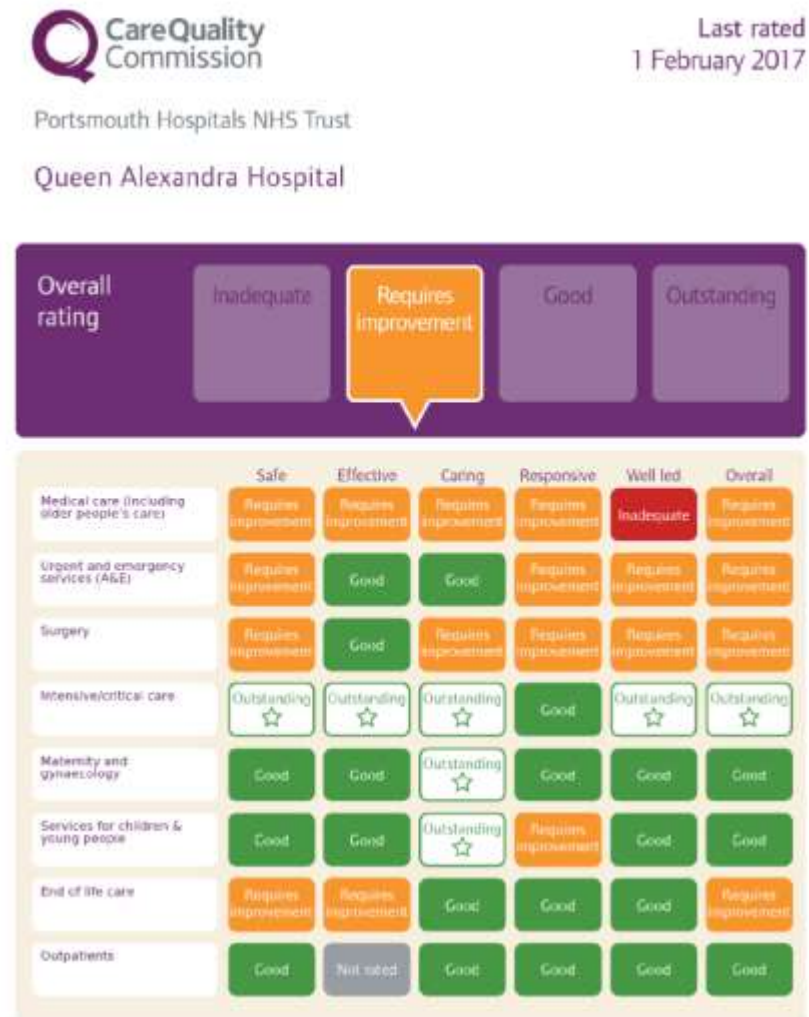 CareQuality
Commission
Last rated
1 February 2017
Portsmouth Hospitals NHS Trust
Queen Alexandra Hospital
Overall
rating
Inadequate
Requires
improvement
Good
Outstanding
Safe Effective Caring Responsive Well led Overall
Medical care (including
older people's care)
Requires improvement Requires improvement Requires improvement Requires improvement Inadequate Requires improvement
Urgent and emergency
services (A&E)
Requires improvement Good Good Requires improvement Requires improvement Requires improvement
Surgery
Requires improvement Good Requires improvement Requires improvement Requires improvement Requires improvement
Intensive/critical care
Outstanding Outstanding Outstanding Good Outstanding Outstanding
Maternity and
gynaecology
Good Good Outstanding Good Good Good
Services for children &
young people
Good Good Outstanding Requires improvement Good Good
End of life care
Requires improvement Requires improvement Good Good Good Requires improvement
Outpatients
Good Not rated Good Good Good Good